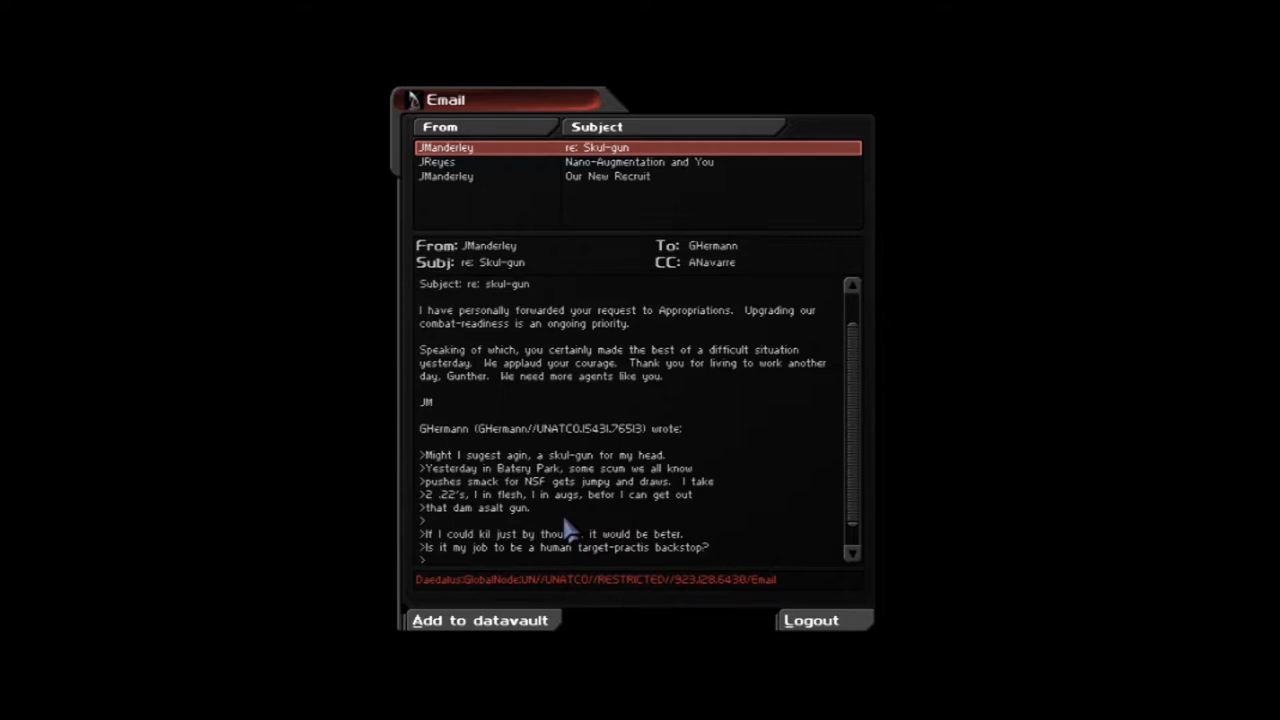 Email
From Subject
JManderley re: Skul-gun
JReyes Nano-Augmentation and You
JManderley Our New Recruit
From: JManderley To: GHermann
Subj: re: Skul-gun CC: ANavarre
Subject: re: skul-gun
I have personally forwarded your request to Appropriations. Upgrading our
combat-readiness is an ongoing priority.
Speaking of which, you certainly made the best of a difficult situation
yesterday. We applaud your courage. Thank you for living to work another
day, Gunther. We need more agents like you.
JM
GHermann (GHermann//UNATCO.15431.76513) wrote:
>Might I sugest agin, a skul-gun for my head.
>Yesterday in Batery Park, some scum we all know
>pushes smack for NSF gets jumpy and draws. I take
>2 .22's, 1 in flesh, 1 in augs, befor I can get out
>that dam asalt gun.
>
>If I could kil just by it would be beter.
>Is it my job to be a human target-practis backstop?
>
Daedalus:GlobalNode:UN//UNATCO//RESTRICTED//923.128.6430/Email
Add to datavault Logout